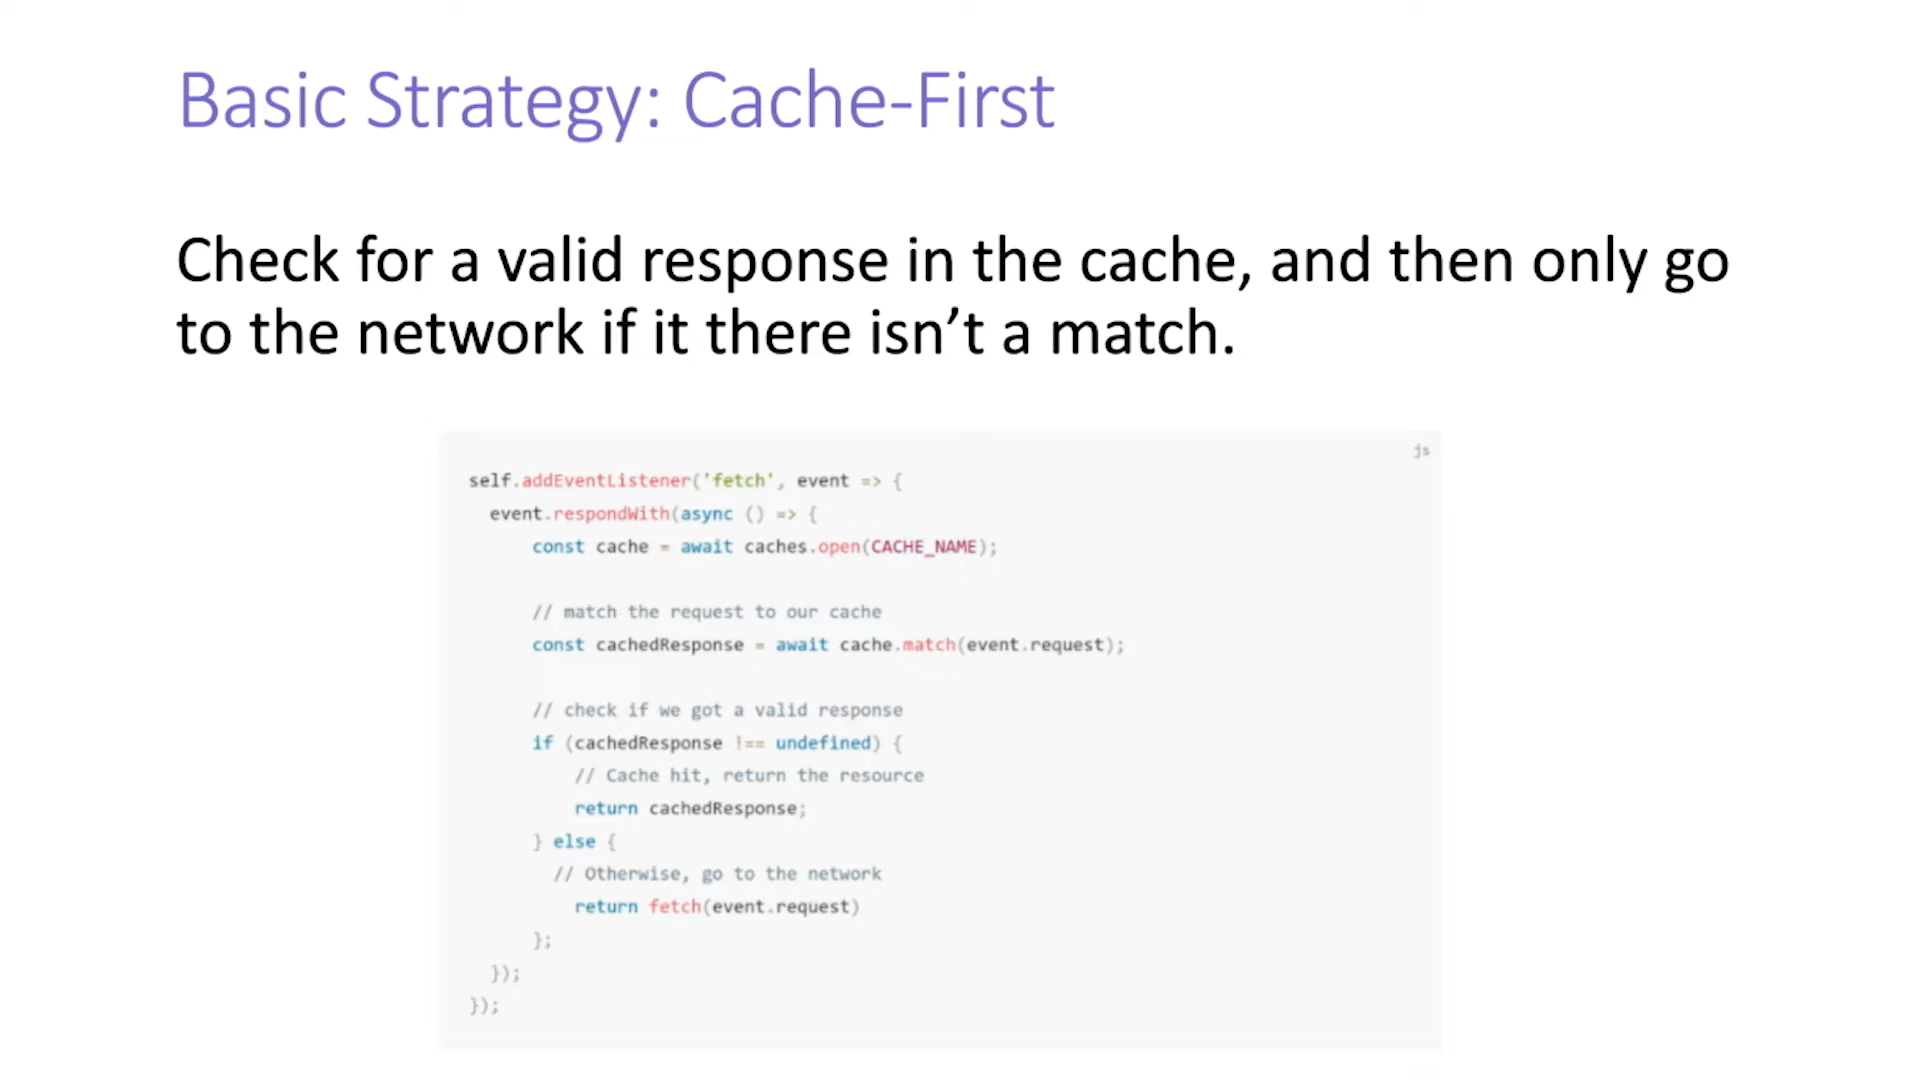 Basic Strategy: Cache-First
Check for a valid response in the cache, and then only go
to the network if it there isn’t a match.
js
self.addEventListener('fetch', event => {
  event.respondWith(async () => {
      const cache = await caches.open(CACHE_NAME);

      // match the request to our cache
      const cachedResponse = await cache.match(event.request);

      // check if we got a valid response
      if (cachedResponse !== undefined) {
          // Cache hit, return the resource
          return cachedResponse;
      } else {
        // Otherwise, go to the network
          return fetch(event.request)
      };
  });
});